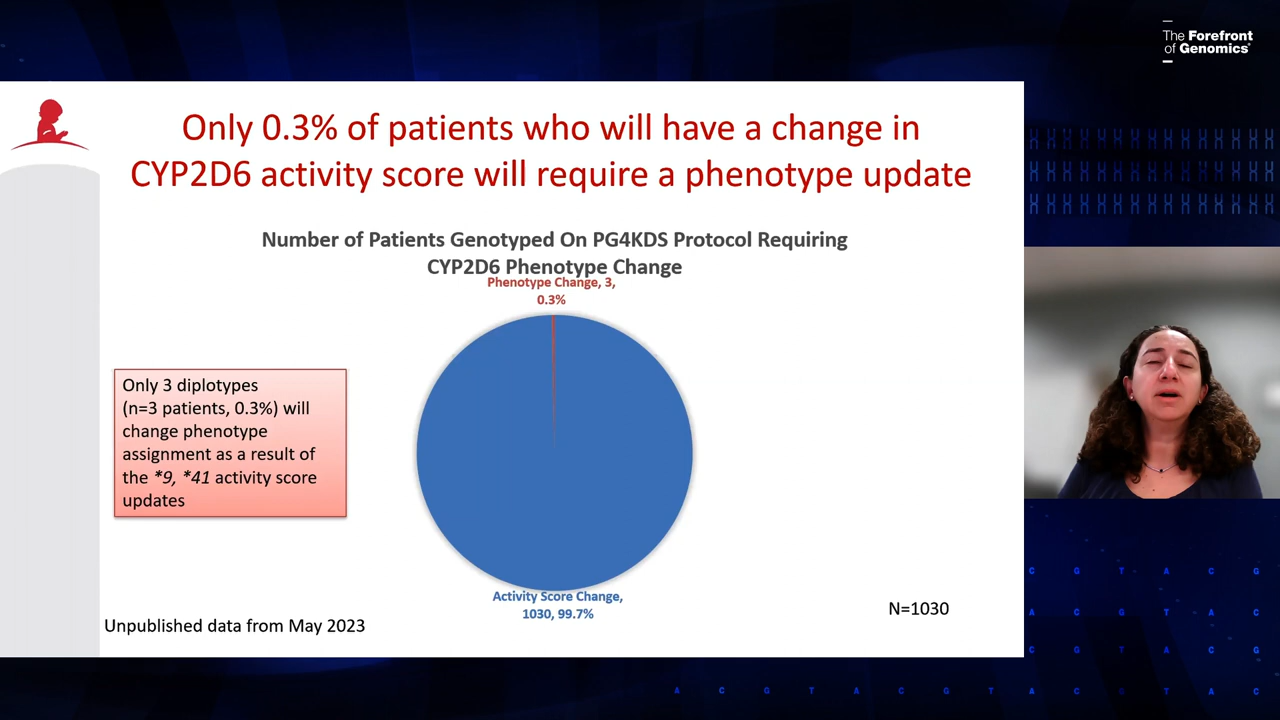 The Forefront
of Genomics®
Only 0.3% of patients who will have a change in
CYP2D6 activity score will require a phenotype update
Number of Patients Genotyped On PG4KDS Protocol Requiring
CYP2D6 Phenotype Change
Phenotype Change, 3,
0.3%
Only 3 diplotypes
(n=3 patients, 0.3%) will
change phenotype
assignment as a result of
the *9, *41 activity score
updates
Activity Score Change,
1030, 99.7%
N=1030
Unpublished data from May 2023
C G T A C G
A C G T A C
C G T A C G
A C G T A C G T A C G T A C